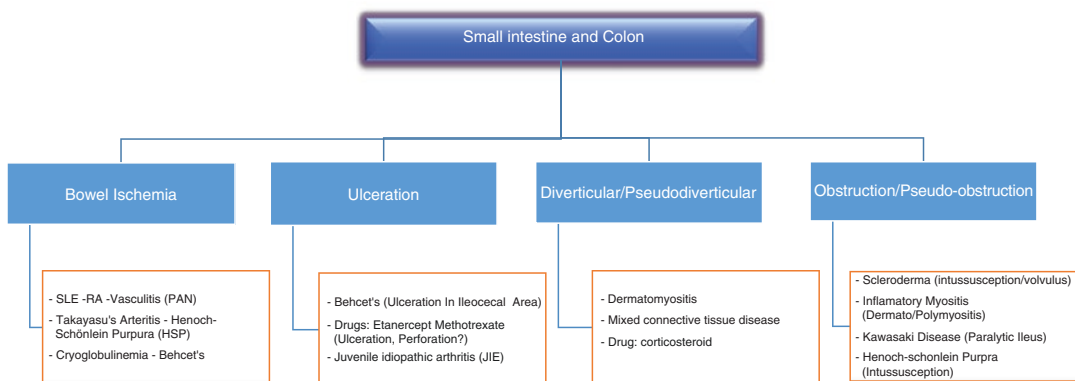 Small intestine and Colon
Bowel Ischemia
Ulceration
Diverticular/Pseudodiverticular
Obstruction/Pseudo-obstruction
- SLE -RA -Vasculitis (PAN)
- Takayasu's Arteritis - Henoch-
Schönlein Purpura (HSP)
- Cryoglobulinemia - Behcet's
- Behcet's (Ulceration In Ileocecal Area)
- Drugs: Etanercept Methotrexate
(Ulceration, Perforation?)
- Juvenile idiopathic arthritis (JIE)
- Dermatomyositis
- Mixed connective tissue disease
- Drug: corticosteroid
- Scleroderma (intussusception/volvulus)
- Inflamatory Myositis
(Dermato/Polymyositis)
- Kawasaki Disease (Paralytic Ileus)
- Henoch-schonlein Purpra
(Intussusception)